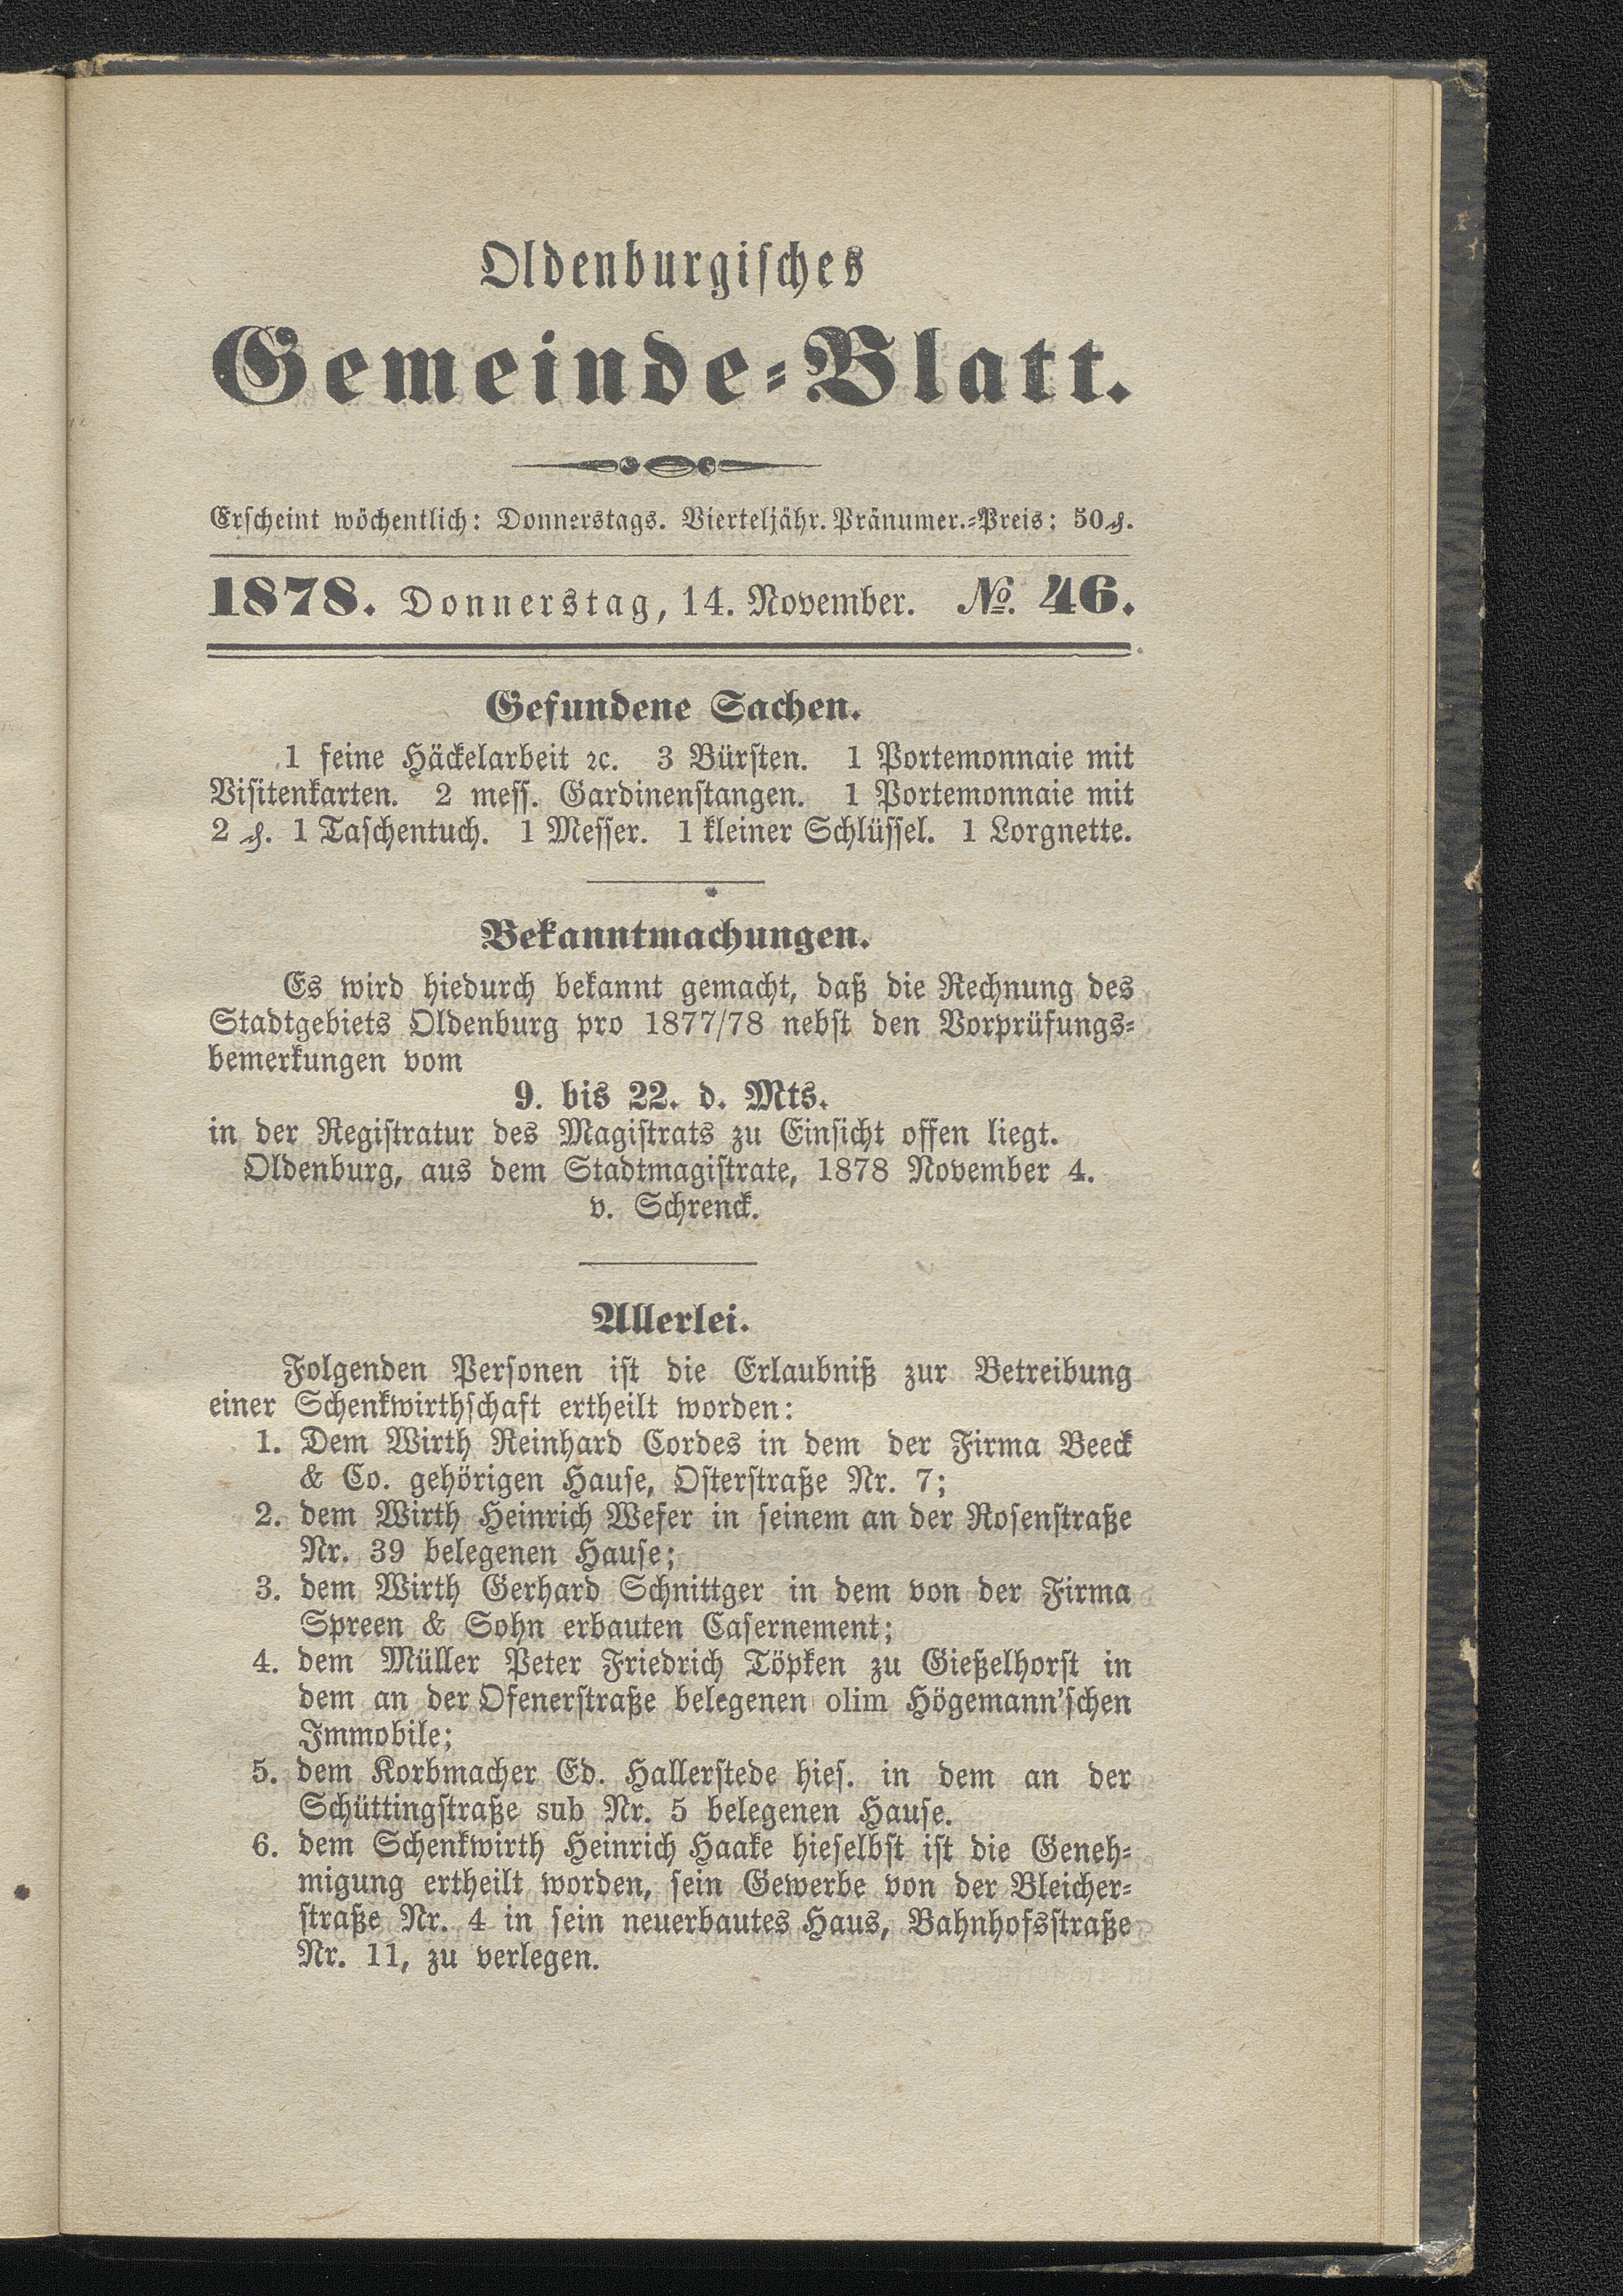 Oldenburgisches
Gemeinde-Blatt.
Erscheint wöchentlich: Donnerstags. Vierteljähr. Pränumer.-Preis: 50 ₰.
1878. Donnerstag, 14. November. No. 46.
Gefundene Sachen.
1 feine Häckelarbeit ꝛc. 3 Bürsten. 1 Portemonnaie mit
Visitenkarten. 2 mess. Gardinenstangen. 1 Portemonnaie mit
2 ₰. 1 Taschentuch. 1 Messer. 1 kleiner Schlüssel. 1 Lorgnette.
Bekanntmachungen.
Es wird hiedurch bekannt gemacht, daß die Rechnung des
Stadtgebiets Oldenburg pro 1877/78 nebst den Vorprüfungs-
bemerkungen vom
9. bis 22. d. Mts.
in der Registratur des Magistrats zu Einsicht offen liegt.
Oldenburg, aus dem Stadtmagistrate, 1878 November 4.
v. Schrenck.
Allerlei.
Folgenden Personen ist die Erlaubniß zur Betreibung
einer Schenkwirthschaft ertheilt worden:
1. Dem Wirth Reinhard Cordes in dem der Firma Beeck
& Co. gehörigen Hause, Osterstraße Nr. 7;
2. dem Wirth Heinrich Wefer in seinem an der Rosenstraße
Nr. 39 belegenen Hause;
3. dem Wirth Gerhard Schnittger in dem von der Firma
Spreen & Sohn erbauten Casernement;
4. dem Müller Peter Friedrich Töpken zu Gießelhorst in
dem an der Ofenerstraße belegenen olim Högemann'schen
Immobile;
5. dem Korbmacher Ed. Hallerstede hies. in dem an der
Schüttingstraße sub Nr. 5 belegenen Hause.
6. dem Schenkwirth Heinrich Haake hieselbst ist die Geneh-
migung ertheilt worden, sein Gewerbe von der Bleicher-
straße Nr. 4 in sein neuerbautes Haus, Bahnhofsstraße
Nr. 11, zu verlegen.